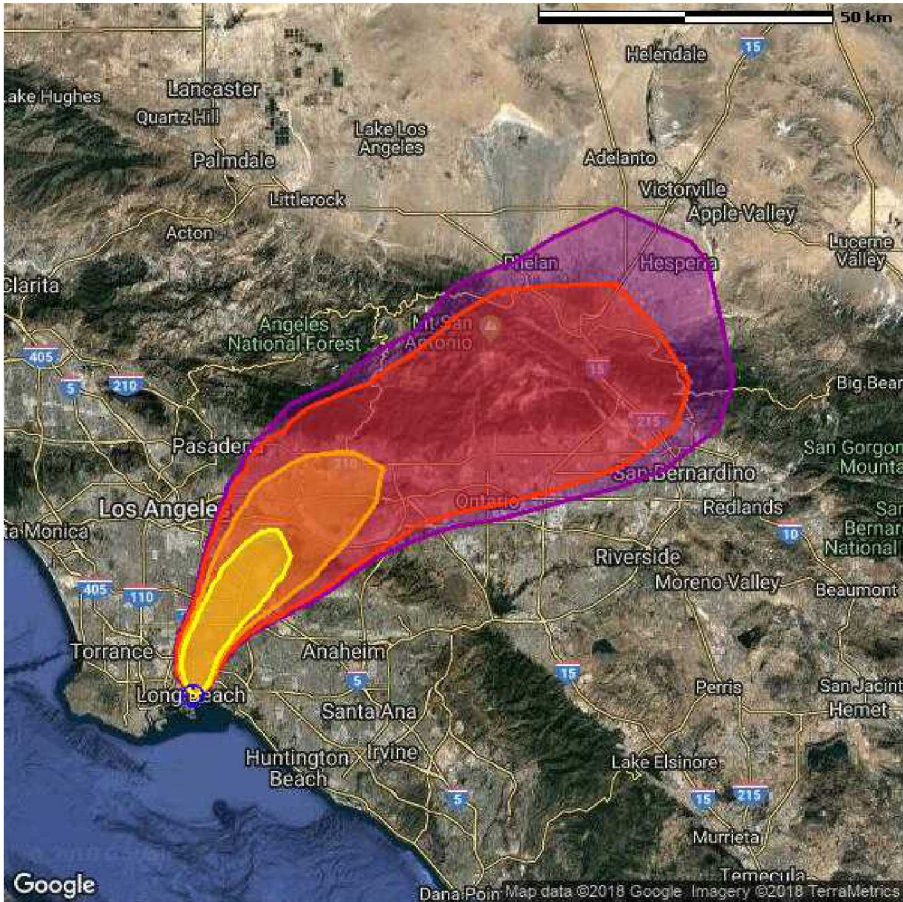 50 km
Helendale
15
Lake Hughes
Lancaster
Quartz Hill
Lake Los
Angeles
Palmdale
Adelanto
Littlerock
Victorville
Apple Valley
Acton
Lucerne
Valley
Phelan
Hesperia
Clarita
Angeles
National Forest
Mt San
Antonio
405
5
210
15
Big Bear
215
Pasadena
San Gorgon
Mounta
210
San Bernardino
Los Angeles
Ontario
Redlands
San
Bernar
National
ta Monica
10
Riverside
Moreno Valley
Beaumont
405
110
Torrance
Anaheim
5
15
Perris
San Jacint
Hemet
Long Beach
Santa Ana
Huntington
Beach
Irvine
Lake Elsinore
5
15
215
Murrieta
Temecula
Google
Dana Poin
Map data ©2018 Google Imagery ©2018 TerraMetrics